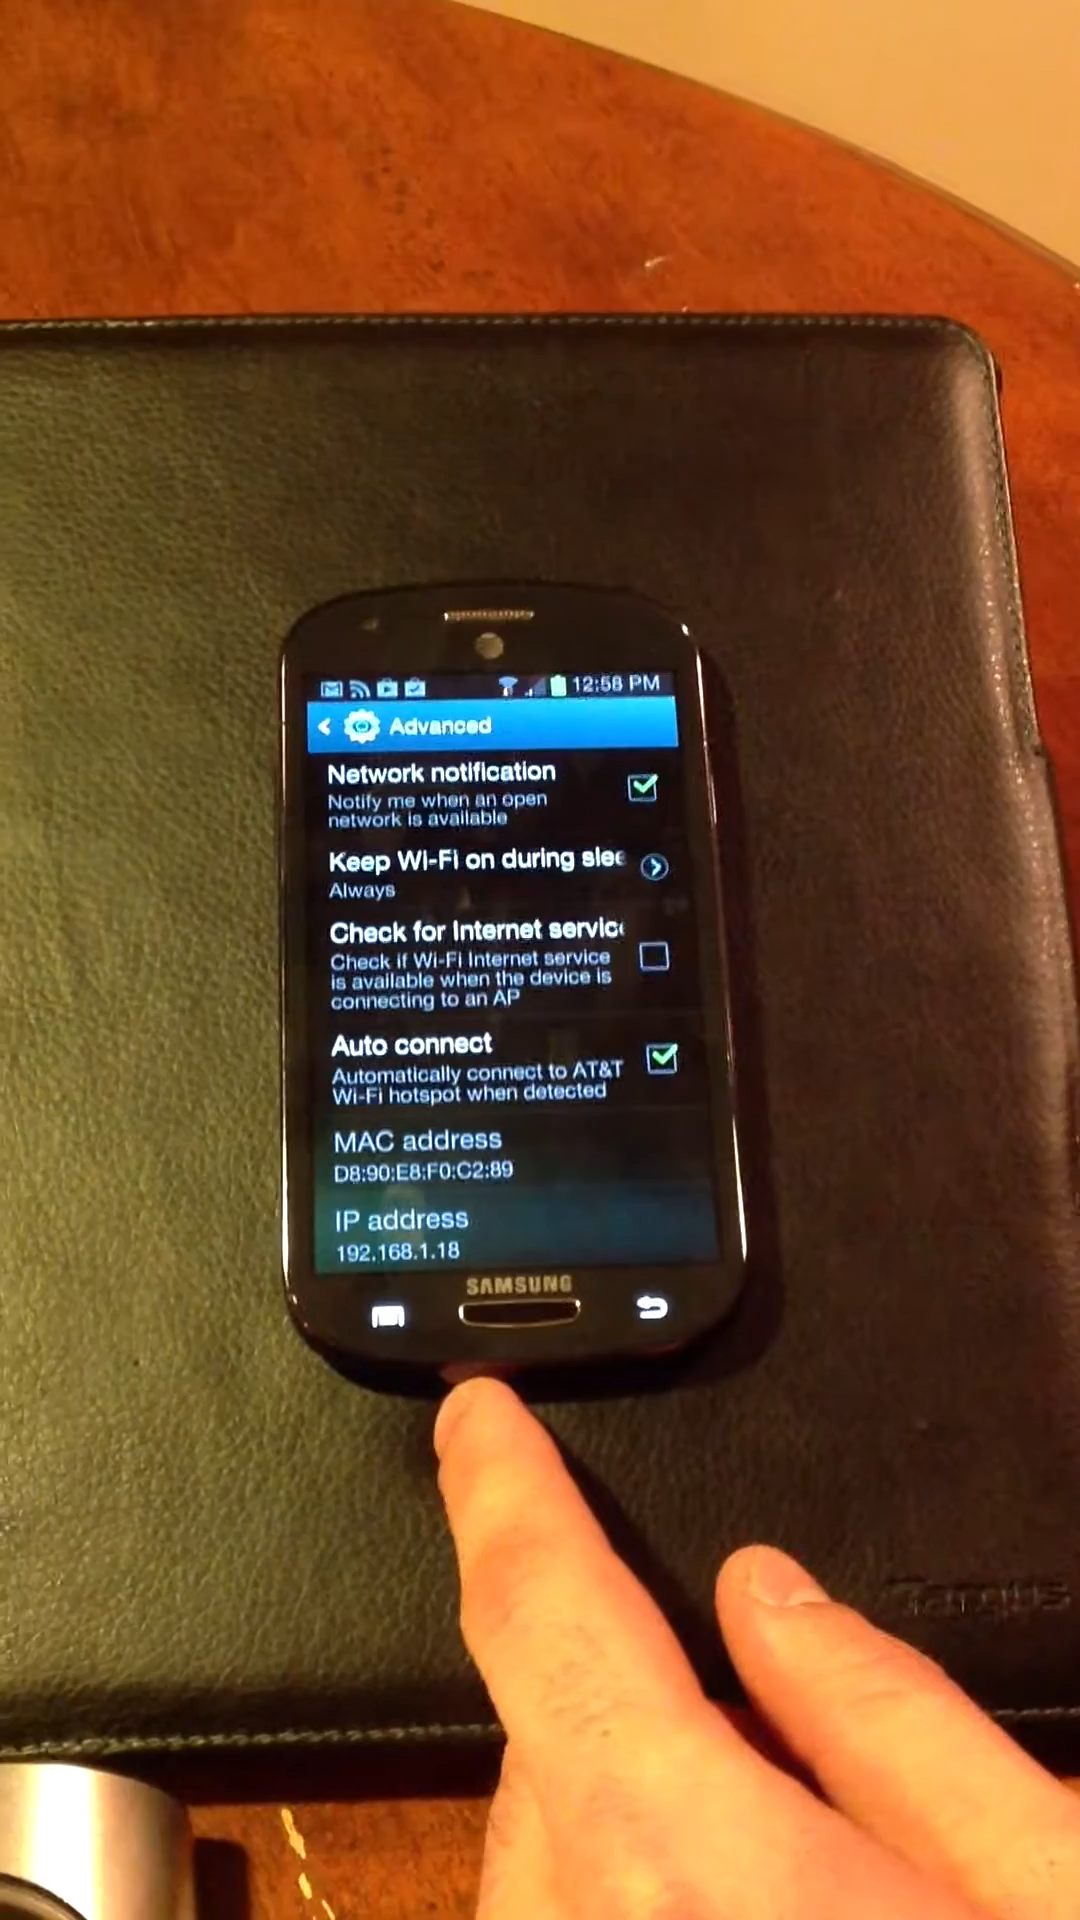 12:58 PM
Advanced
Network notification
Notify me when an open
network is available
Keep Wi-Fi on during slee
Always
Check for Internet servic
Check if Wi-Fi Internet service
is available when the device is
connecting to an AP
Auto connect
Automatically connect to AT&T
Wi-Fi hotspot when detected
MAC address
D8:90:E8:F0:C2:89
IP address
192.168.1.18
SAMSUNG
Targus